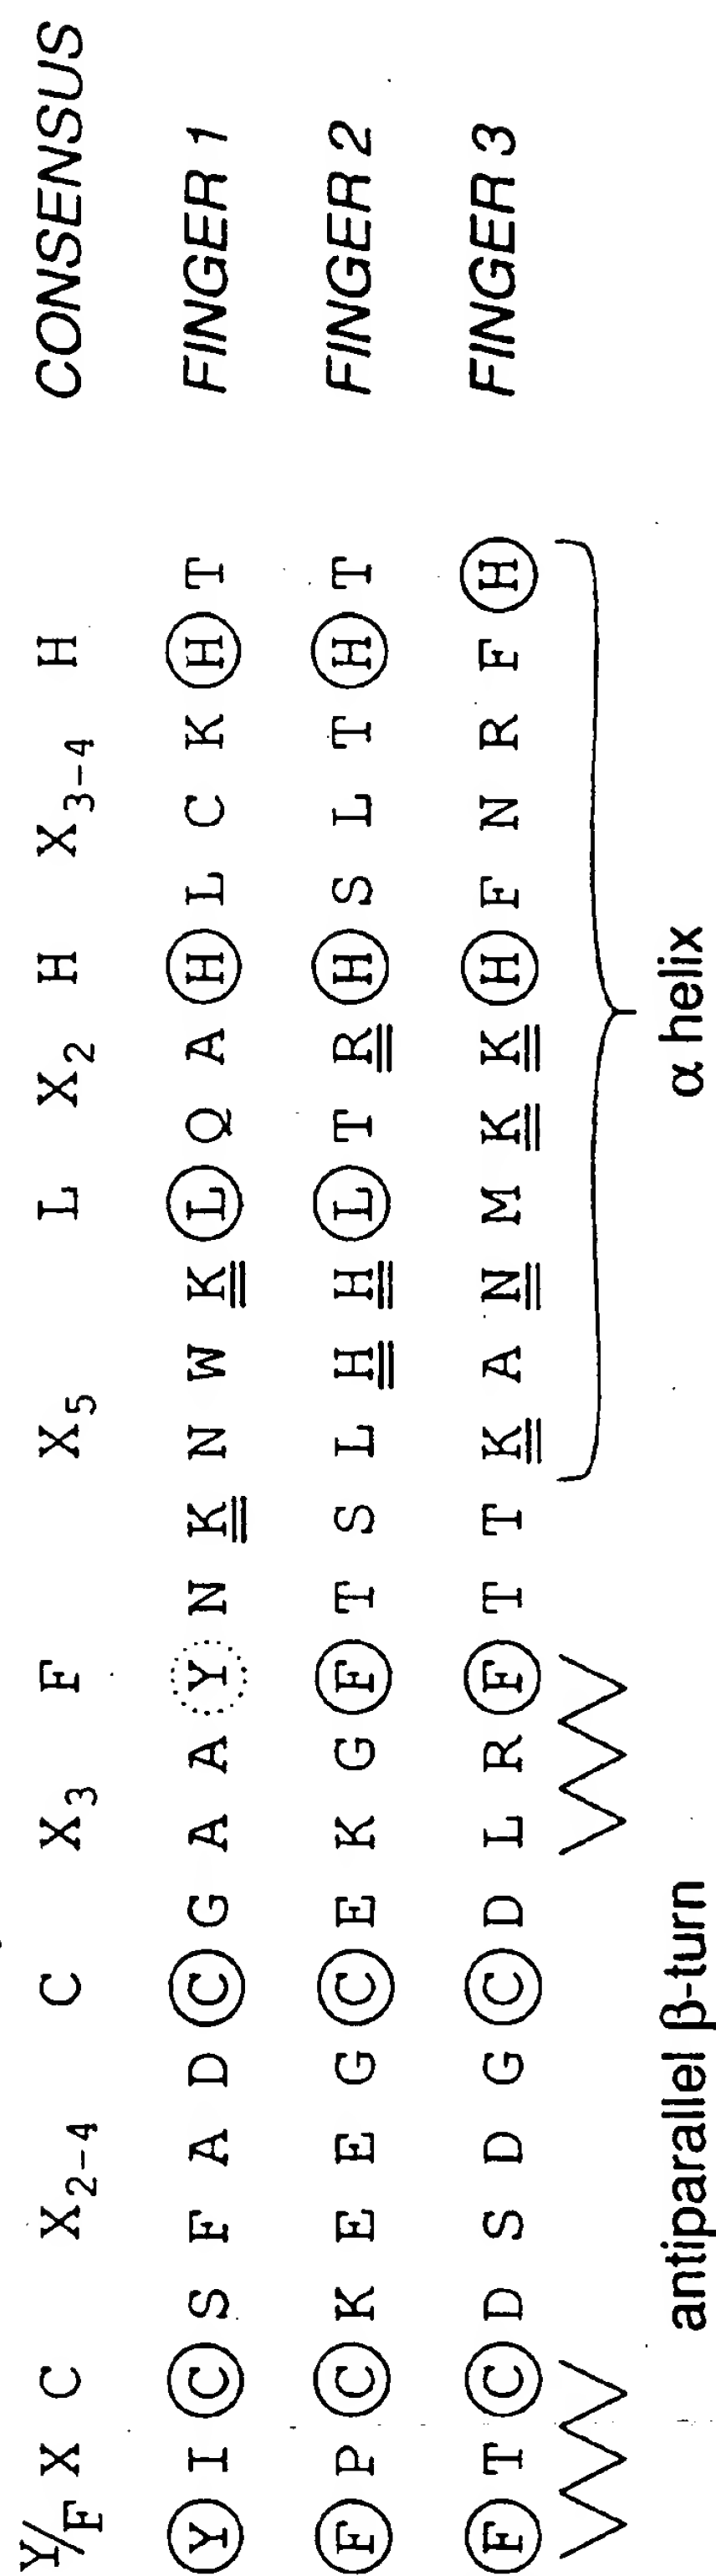 Y/F X C X2-4 C X3 F X5 L X2 H X3-4 H CONSENSUS
Y I C S F A D C G A A Y N K N W K L Q A H L C K H T FINGER 1
F P C K E E G C E K G F T S L H H L T R H S L T H T FINGER 2
F T C D S D G C D L R F T T K A N M K K H F N R F H FINGER 3
antiparallel β-turn α helix